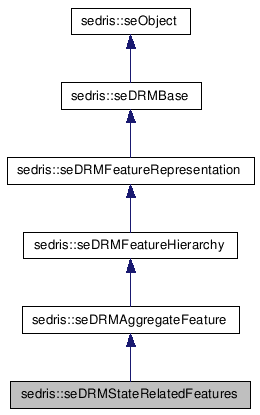 sedris::seObject
sedris::seDRMBase
sedris::seDRMFeatureRepresentation
sedris::seDRMFeatureHierarchy
sedris::seDRMAggregateFeature
sedris::seDRMStateRelatedFeatures